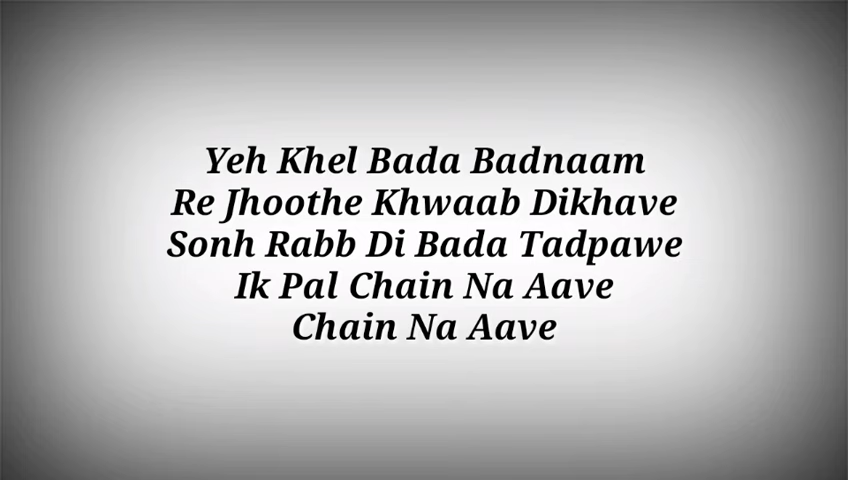 Yeh Khel Bada Badnaam
Re Jhoothe Khwaab Dikhave
Sonh Rabb Di Bada Tadpawe
Ik Pal Chain Na Aave
Chain Na Aave